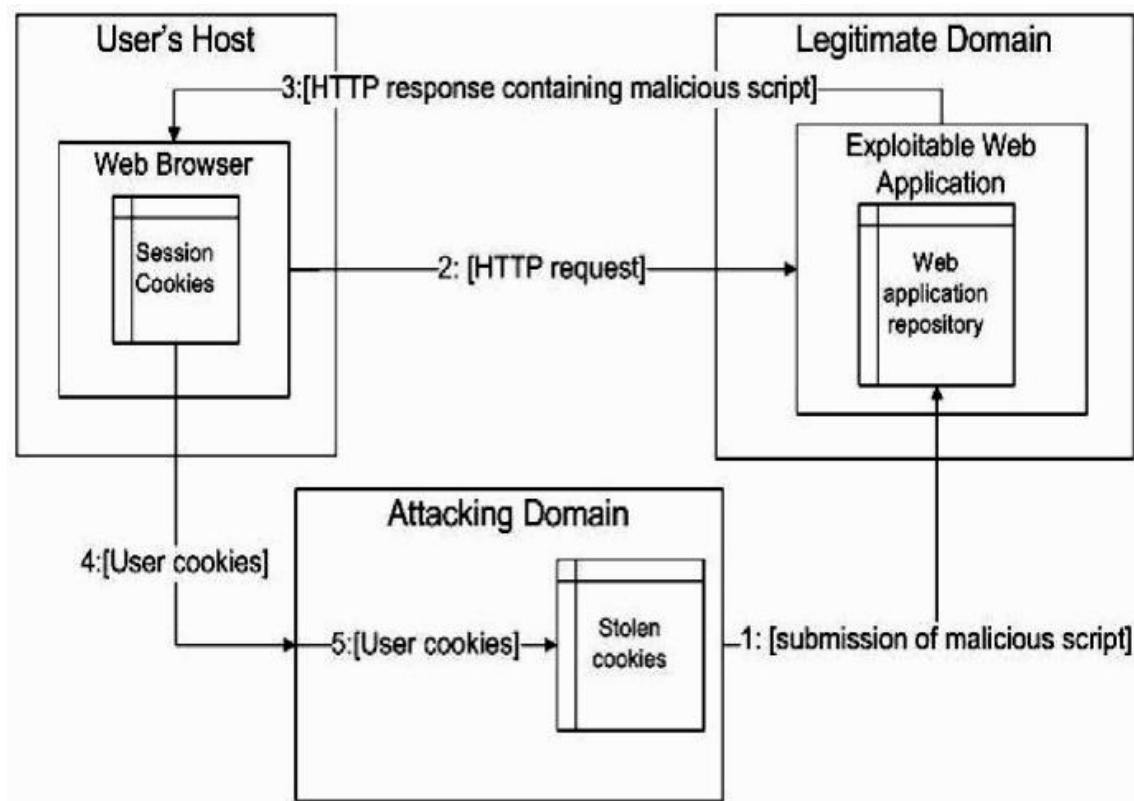 User's Host
Legitimate Domain
3:[HTTP response containing malicious script]
Web Browser
Exploitable Web
Application
Session
Cookies
2: [HTTP request]
Web
application
repository
Attacking Domain
4:[User cookies]
5:[User cookies]
Stolen
cookies
1: [submission of malicious script]